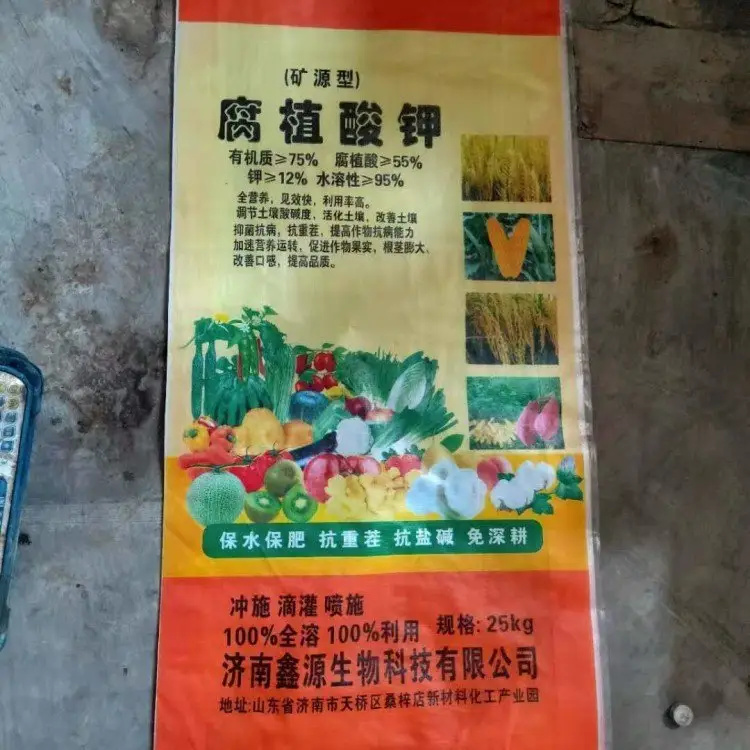 (矿源型)
腐植酸钾
有机质≥75% 腐植酸≥55%
钾≥12% 水溶性≥95%
全营养，见效快，利用率高。
调节土壤酸碱度，活化土壤，改善土壤
抑菌抗病，抗重茬，提高作物抗病能力
加速营养运转，促进作物果实，根茎膨大、
改善口感，提高品质。
保水保肥 抗重茬 抗盐碱 免深耕
冲施 滴灌 喷施
100%全溶 100%利用 规格: 25kg
济南鑫源生物科技有限公司
地址:山东省济南市天桥区桑梓店新材料化工产业园